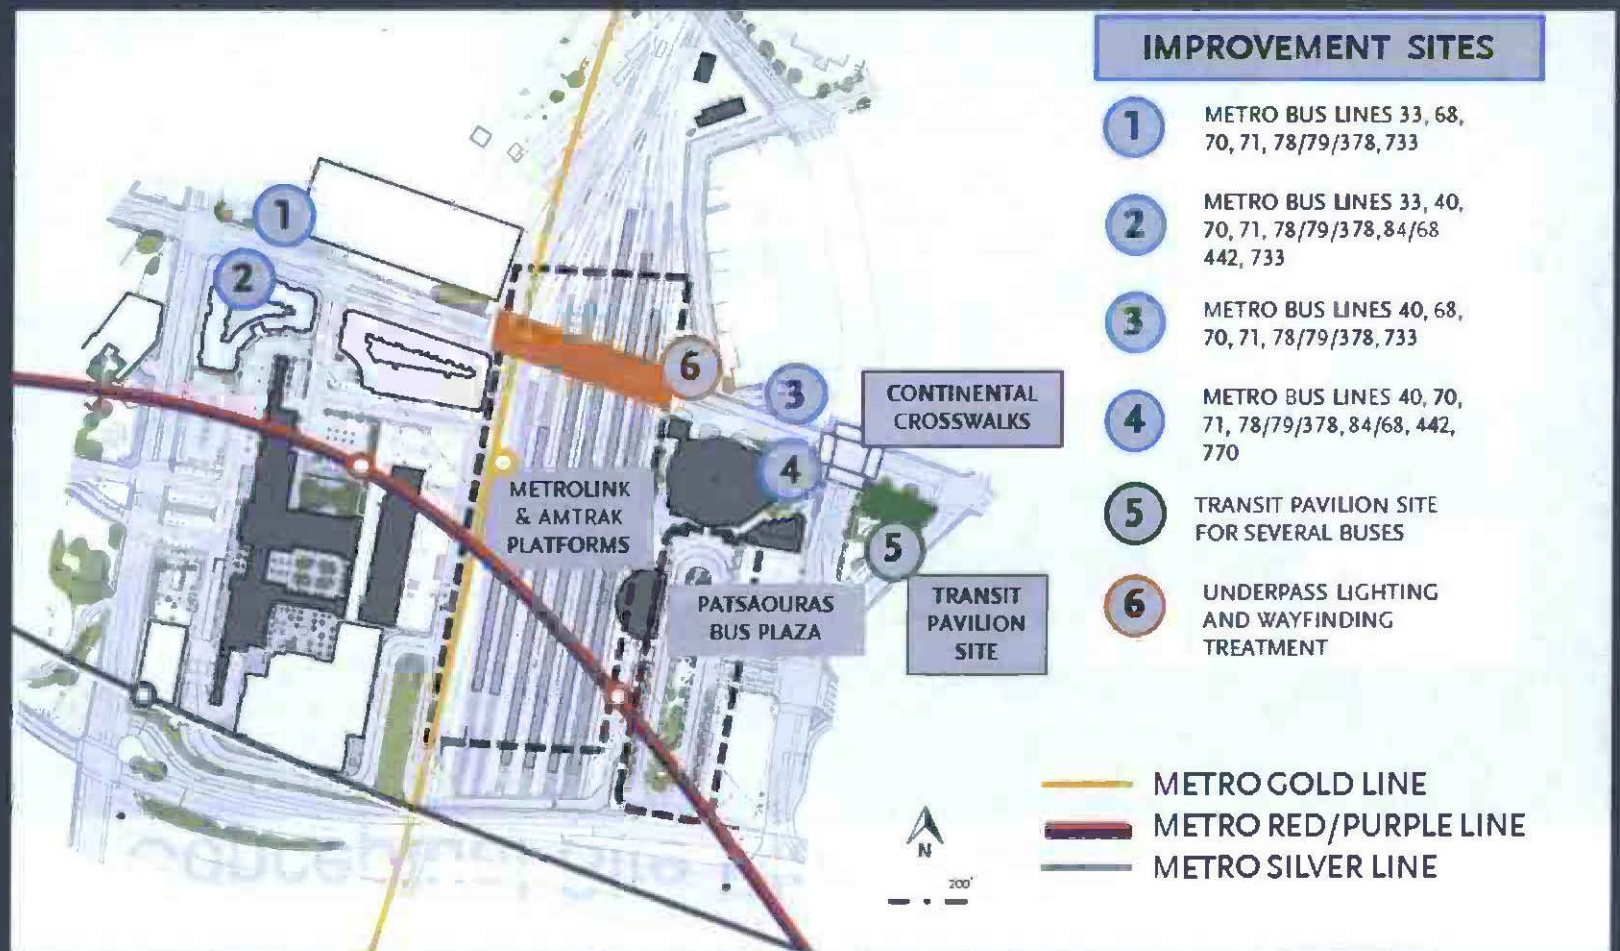 IMPROVEMENT SITES
1
METRO BUS LINES 33, 68,
70, 71, 78/79/378, 733
2
METRO BUS LINES 33, 40,
70, 71, 78/79/378,84/68
442, 733
3
METRO BUS LINES 40, 68,
70, 71, 78/79/378, 733
4
METRO BUS LINES 40, 70,
71, 78/79/378, 84/68, 442,
770
5
TRANSIT PAVILION SITE
FOR SEVERAL BUSES
6
UNDERPASS LIGHTING
AND WAYFINDING
TREATMENT
1
2
6
3
CONTINENTAL
CROSSWALKS
4
METROLINK
& AMTRAK
PLATFORMS
5
PATSAOURAS
BUS PLAZA
TRANSIT
PAVILION
SITE
N
200'
METRO GOLD LINE
METRO RED/PURPLE LINE
METRO SILVER LINE